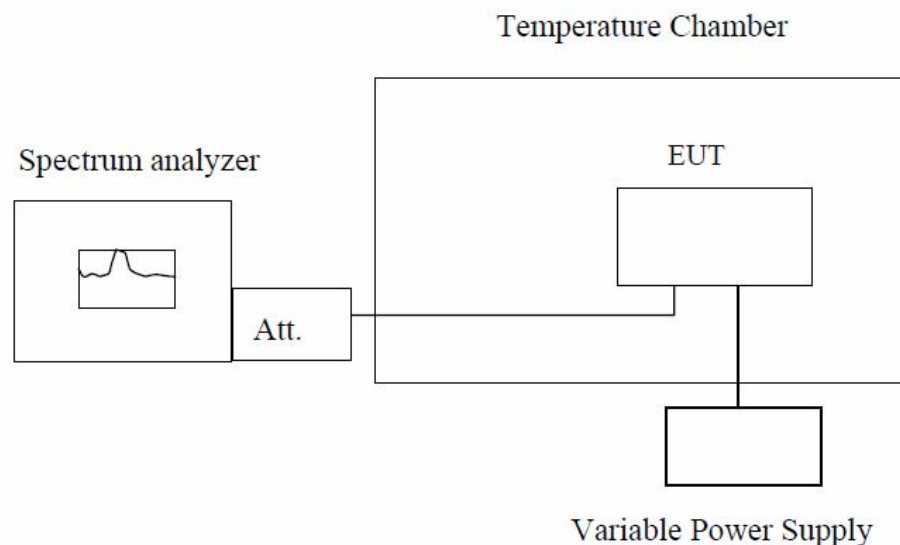 Temperature Chamber
Spectrum analyzer
EUT
Att.
Variable Power Supply